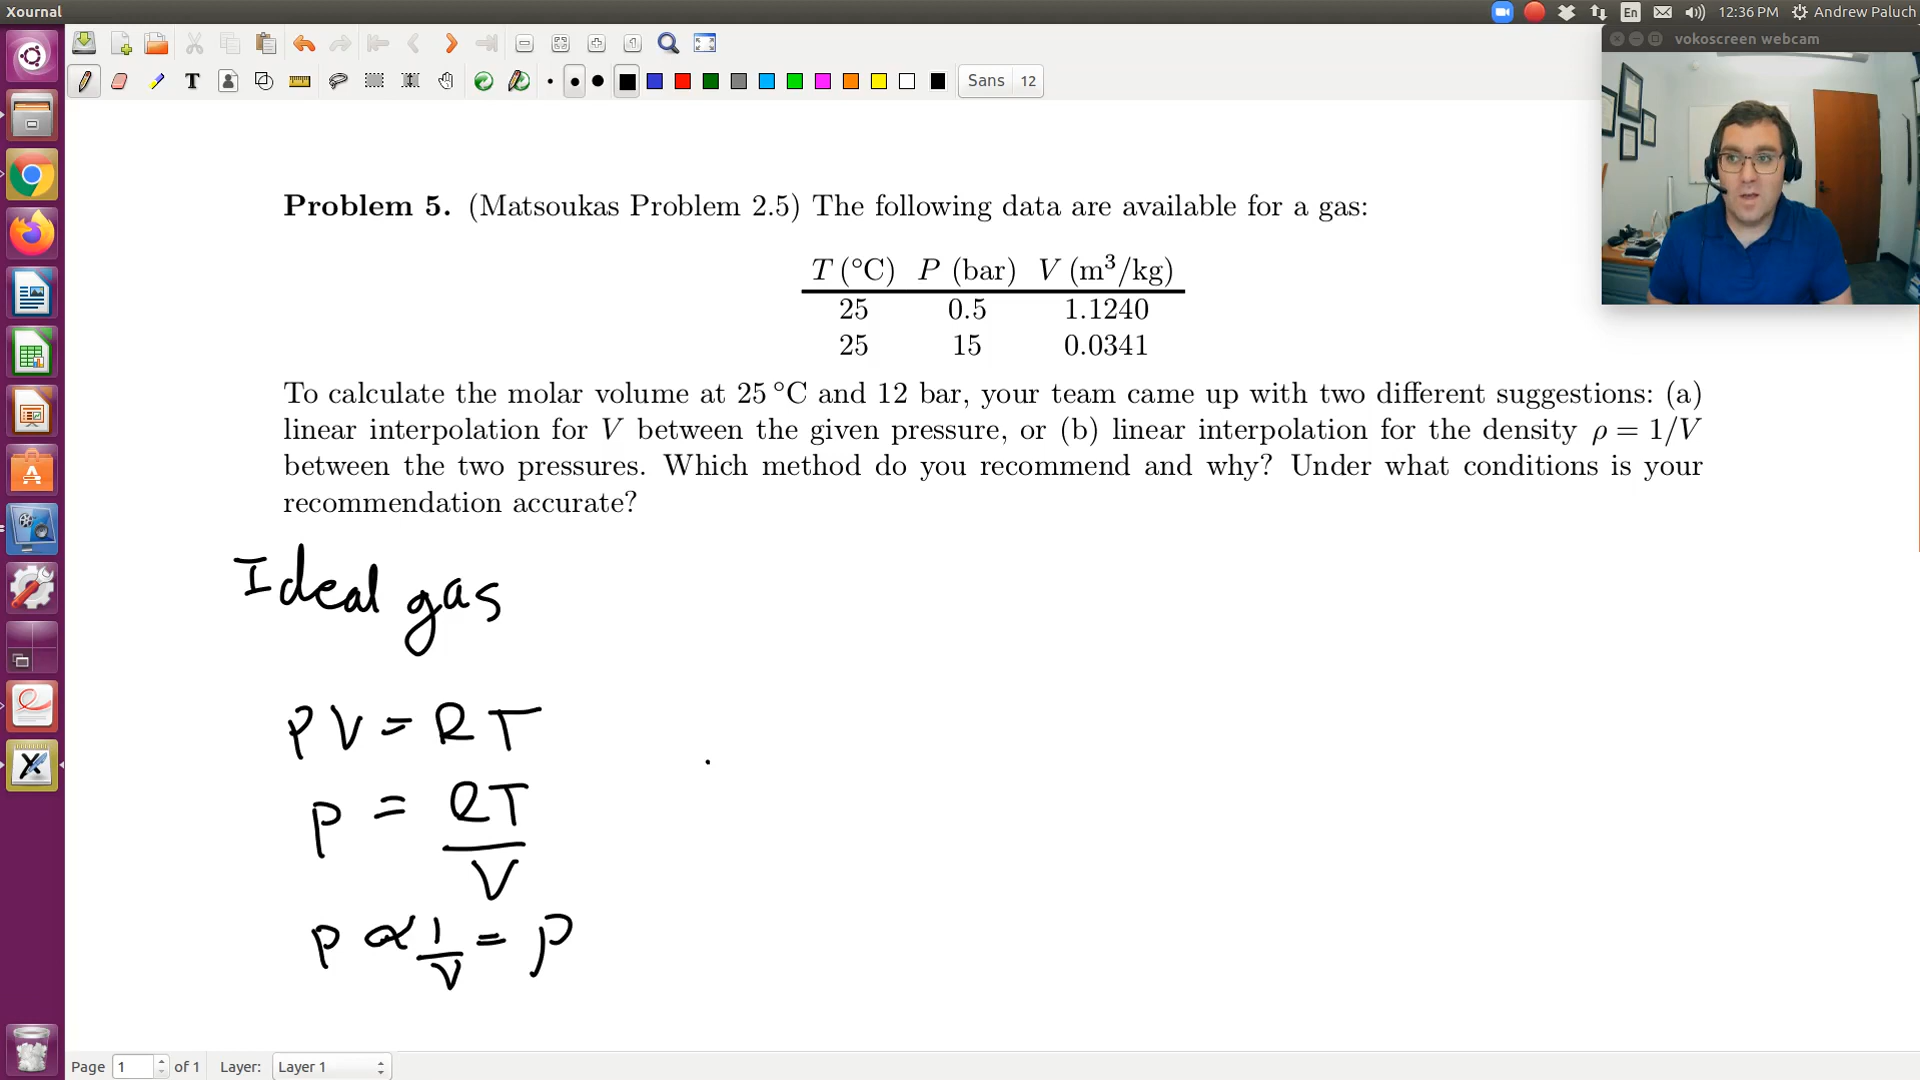 Xournal
En
12:36 PM
Andrew Paluch
vokoscreen webcam
T
Sans
12
Problem 5. (Matsoukas Problem 2.5) The following data are available for a gas:
T (°C) P (bar) V (m³/kg)
25 0.5 1.1240
25 15 0.0341
To calculate the molar volume at 25 °C and 12 bar, your team came up with two different suggestions: (a)
linear interpolation for V between the given pressure, or (b) linear interpolation for the density ρ = 1/V
between the two pressures. Which method do you recommend and why? Under what conditions is your
recommendation accurate?
Ideal gas
PV = RT
P = RT/V
P ∝ 1/V = ρ
Page 1 of 1 Layer: Layer 1